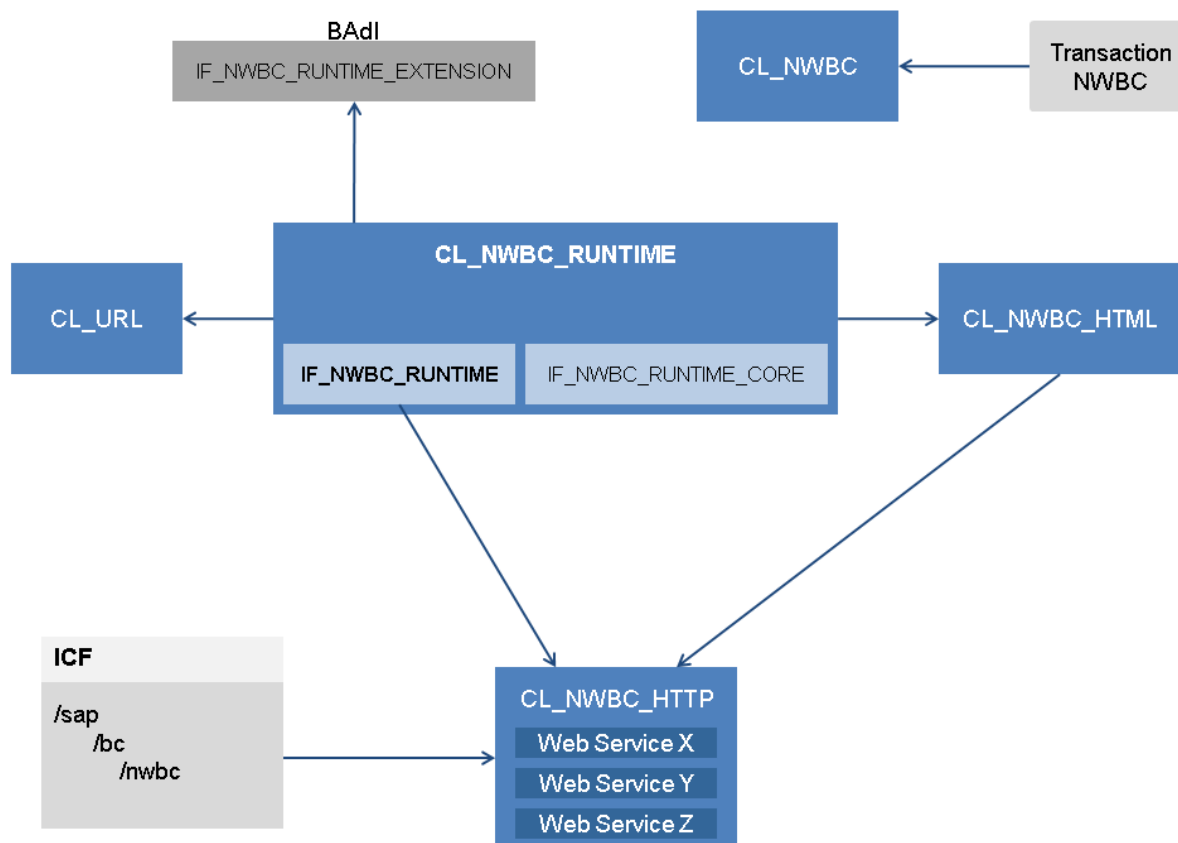 BAdI
IF_NWBC_RUNTIME_EXTENSION
CL_NWBC
Transaction
NWBC
CL_NWBC_RUNTIME
CL_URL
CL_NWBC_HTML
IF_NWBC_RUNTIME
IF_NWBC_RUNTIME_CORE
ICF
/sap
/bc
/nwbc
CL_NWBC_HTTP
Web Service X
Web Service Y
Web Service Z